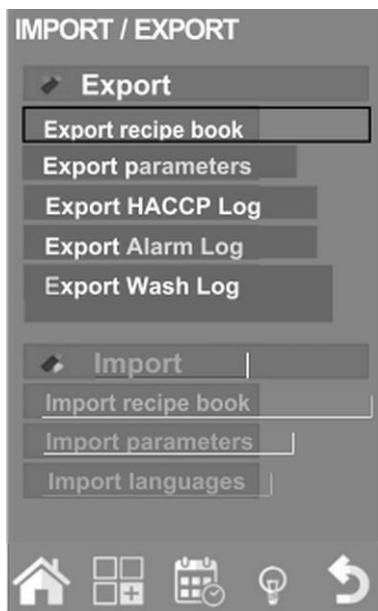 IMPORT / EXPORT
Export
Export recipe book
Export parameters
Export HACCP Log
Export Alarm Log
Export Wash Log
Import
Import recipe book
Import parameters
Import languages